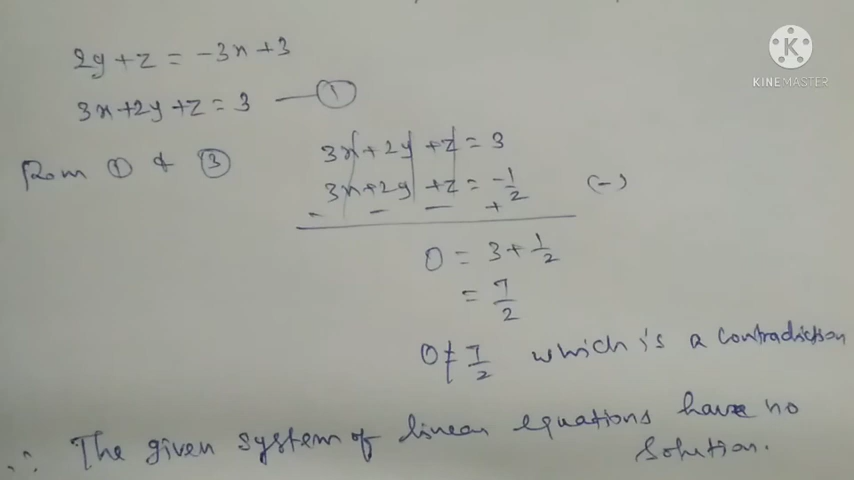 2y+z = -3x+3
3x+2y+z = 3 — ①
K
KINEMASTER
From ① & ③
3x+2y+z = 3
3x+2y+z = -1/2 (-)
- - - +
0 = 3+1/2
= 7/2
0 ≠ 7/2 which is a contradiction
∴ The given system of linear equations have no
solution.